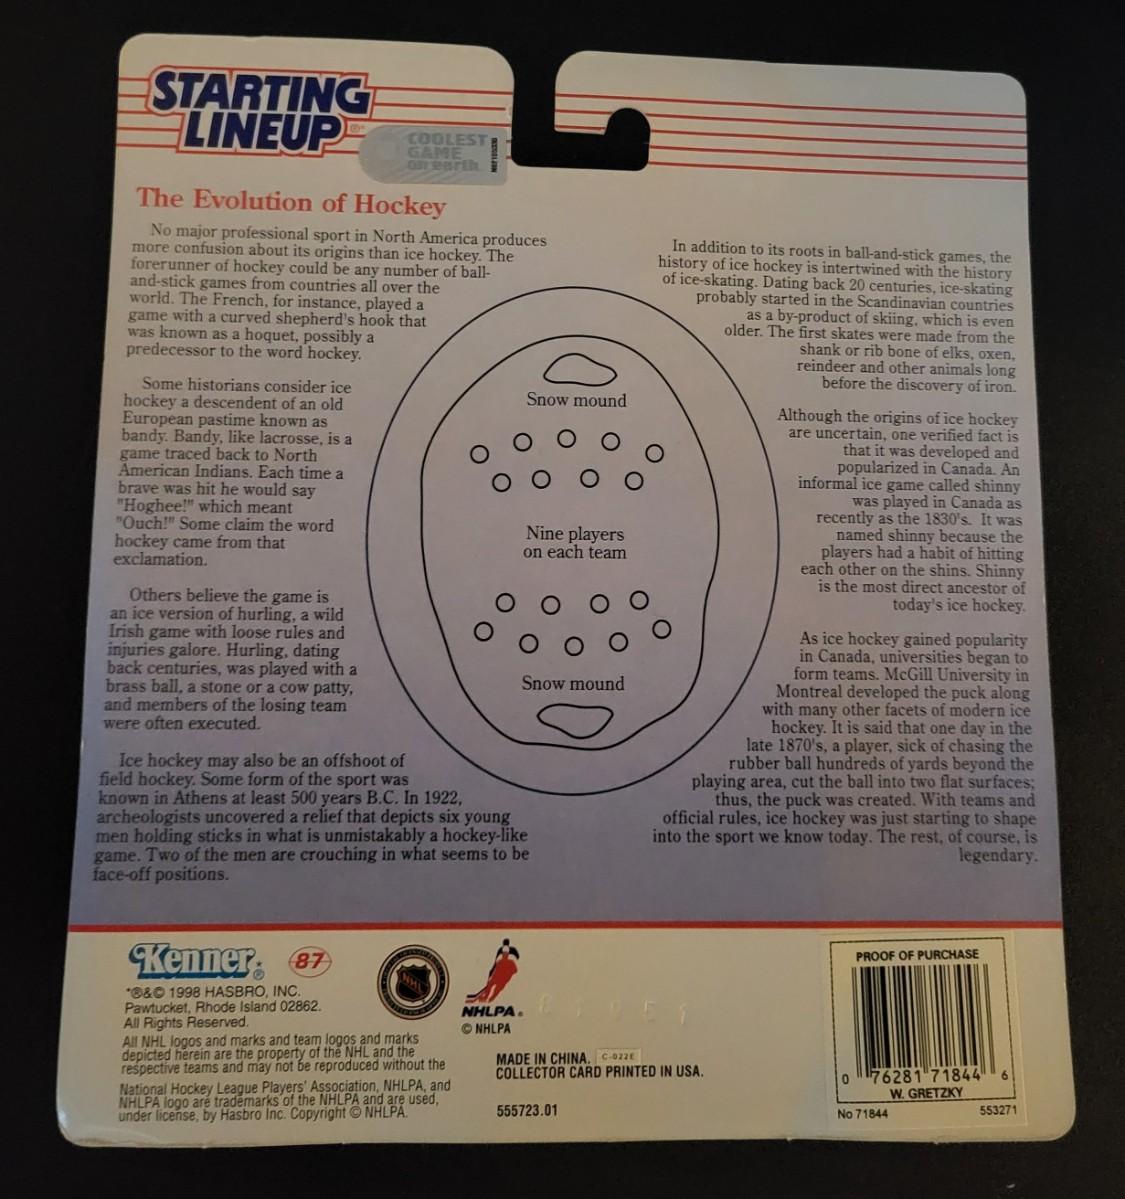 STARTING
LINEUP
®
COOLEST
GAME
on earth
The Evolution of Hockey
No major professional sport in North America produces
more confusion about its origins than ice hockey. The
forerunner of hockey could be any number of ball-
and-stick games from countries all over the
world. The French, for instance, played a
game with a curved shepherd's hook that
was known as a hoquet, possibly a
predecessor to the word hockey.
Some historians consider ice
hockey a descendent of an old
European pastime known as
bandy. Bandy, like lacrosse, is a
game traced back to North
American Indians. Each time a
brave was hit he would say
"Hoghee!" which meant
"Ouch!" Some claim the word
hockey came from that
exclamation.
Others believe the game is
an ice version of hurling, a wild
Irish game with loose rules and
injuries galore. Hurling, dating
back centuries, was played with a
brass ball, a stone or a cow patty,
and members of the losing team
were often executed.
Ice hockey may also be an offshoot of
field hockey. Some form of the sport was
known in Athens at least 500 years B.C. In 1922,
archeologists uncovered a relief that depicts six young
men holding sticks in what is unmistakably a hockey-like
game. Two of the men are crouching in what seems to be
face-off positions.
Snow mound
Nine players
on each team
Snow mound
In addition to its roots in ball-and-stick games, the
history of ice hockey is intertwined with the history
of ice-skating. Dating back 20 centuries, ice-skating
probably started in the Scandinavian countries
as a by-product of skiing, which is even
older. The first skates were made from the
shank or rib bone of elks, oxen,
reindeer and other animals long
before the discovery of iron.
Although the origins of ice hockey
are uncertain, one verified fact is
that it was developed and
popularized in Canada. An
informal ice game called shinny
was played in Canada as
recently as the 1830's. It was
named shinny because the
players had a habit of hitting
each other on the shins. Shinny
is the most direct ancestor of
today's ice hockey.
As ice hockey gained popularity
in Canada, universities began to
form teams. McGill University in
Montreal developed the puck along
with many other facets of modern ice
hockey. It is said that one day in the
late 1870's, a player, sick of chasing the
rubber ball hundreds of yards beyond the
playing area, cut the ball into two flat surfaces;
thus, the puck was created. With teams and
official rules, ice hockey was just starting to shape
into the sport we know today. The rest, of course, is
legendary.
Kenner®
87
*®&© 1998 HASBRO, INC.
Pawtucket, Rhode Island 02862.
All Rights Reserved.
All NHL logos and marks and team logos and marks
depicted herein are the property of the NHL and the
respective teams and may not be reproduced without the
National Hockey League Players' Association, NHLPA, and
NHLPA logo are trademarks of the NHLPA and are used,
under license, by Hasbro Inc. Copyright © NHLPA.
NHL
NHLPA®
© NHLPA
MADE IN CHINA. C-022E
COLLECTOR CARD PRINTED IN USA.
555723.01
PROOF OF PURCHASE
0 76281 71844 6
W. GRETZKY
No 71844 553271